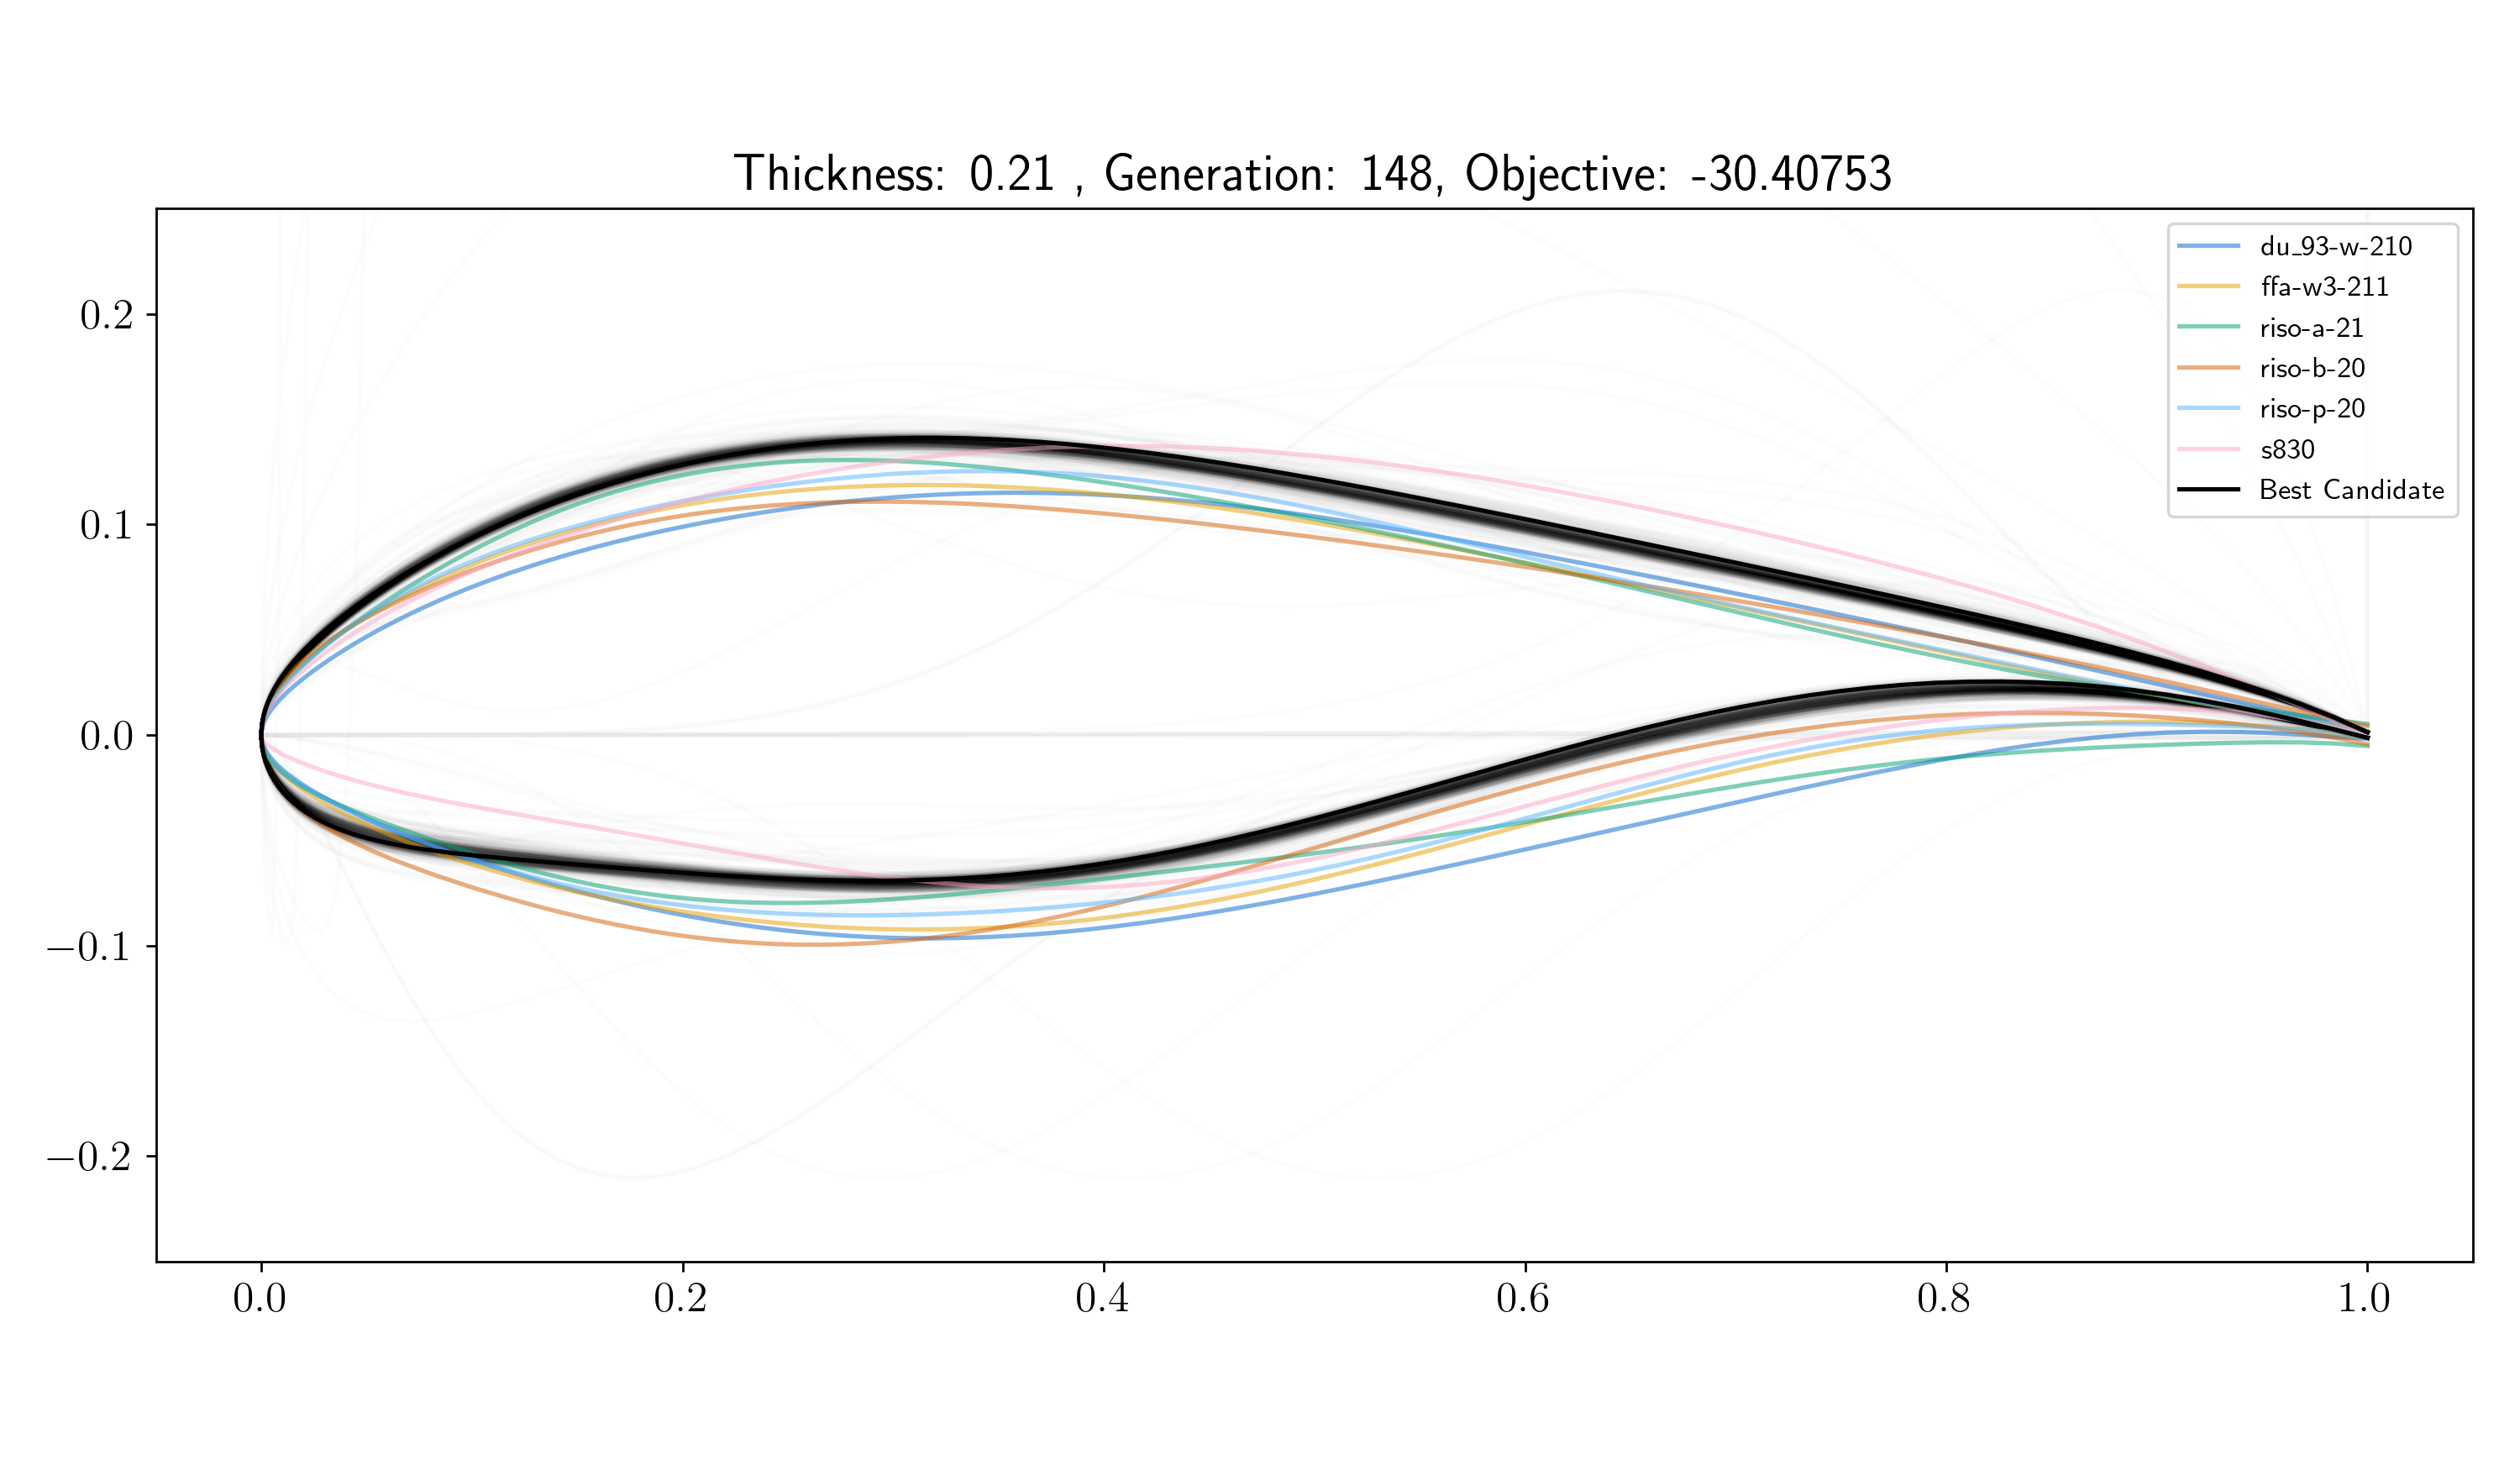 Thickness: 0.21 , Generation: 148, Objective: -30.40753
du_93-w-210
ffa-w3-211
riso-a-21
riso-b-20
riso-p-20
s830
Best Candidate
0.2
0.1
0.0
−0.1
−0.2
0.0 0.2 0.4 0.6 0.8 1.0